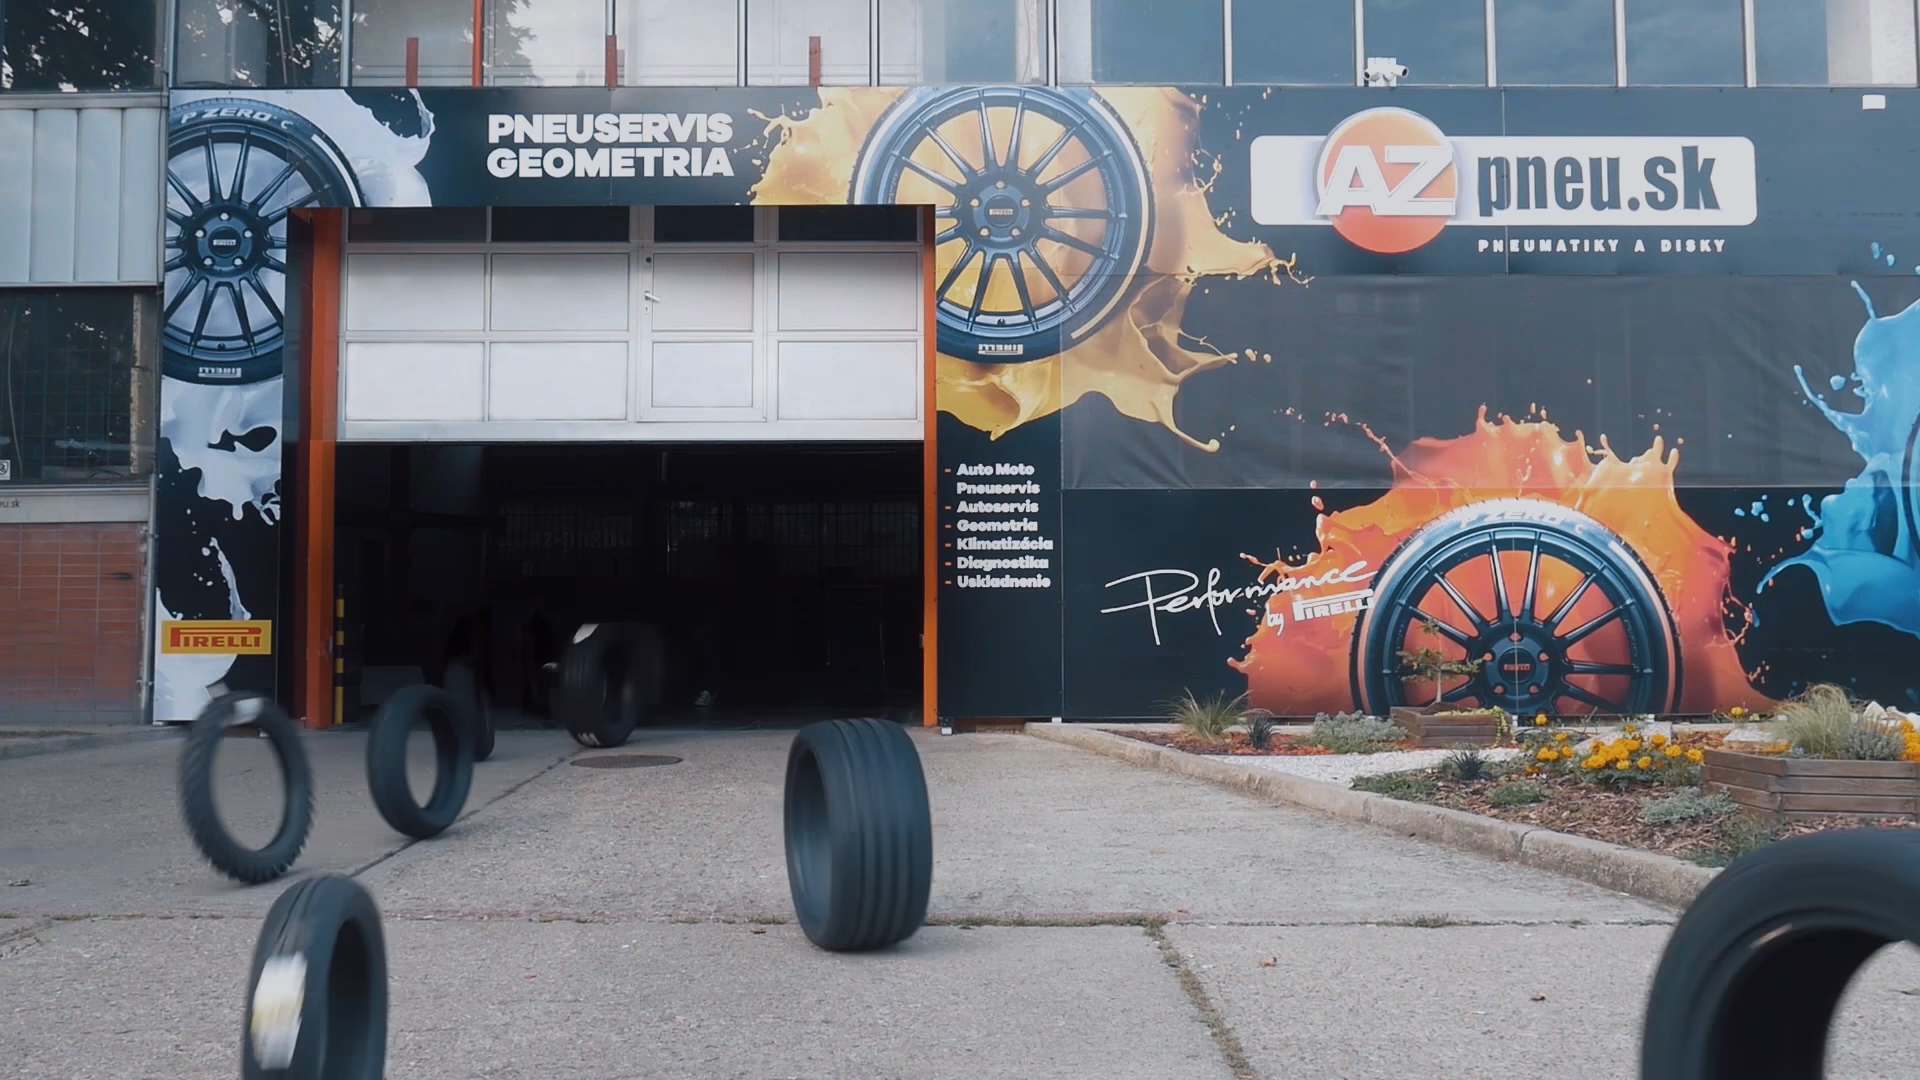 P ZERO
PNEUSERVIS
GEOMETRIA
AZ pneu.sk
PNEUMATIKY A DISKY
- Auto Moto
Pneuservis
- Autoservis
- Geometria
- Klimatizácia
- Diagnostika
- Uskladnenie
P ZERO
Performance
by PIRELLI
PIRELLI